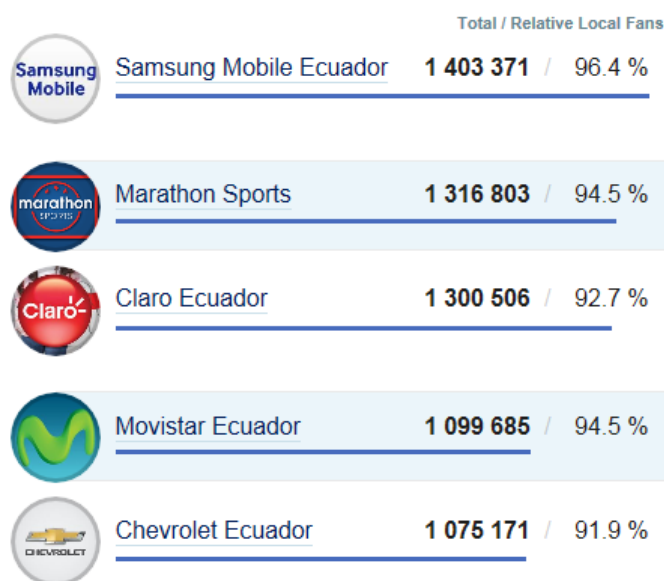 Total / Relative Local Fans
Samsung Mobile
Samsung Mobile Ecuador 1 403 371 / 96.4 %
marathon SPORTS
Marathon Sports 1 316 803 / 94.5 %
Claro
Claro Ecuador 1 300 506 / 92.7 %
Movistar Ecuador 1 099 685 / 94.5 %
CHEVROLET
Chevrolet Ecuador 1 075 171 / 91.9 %